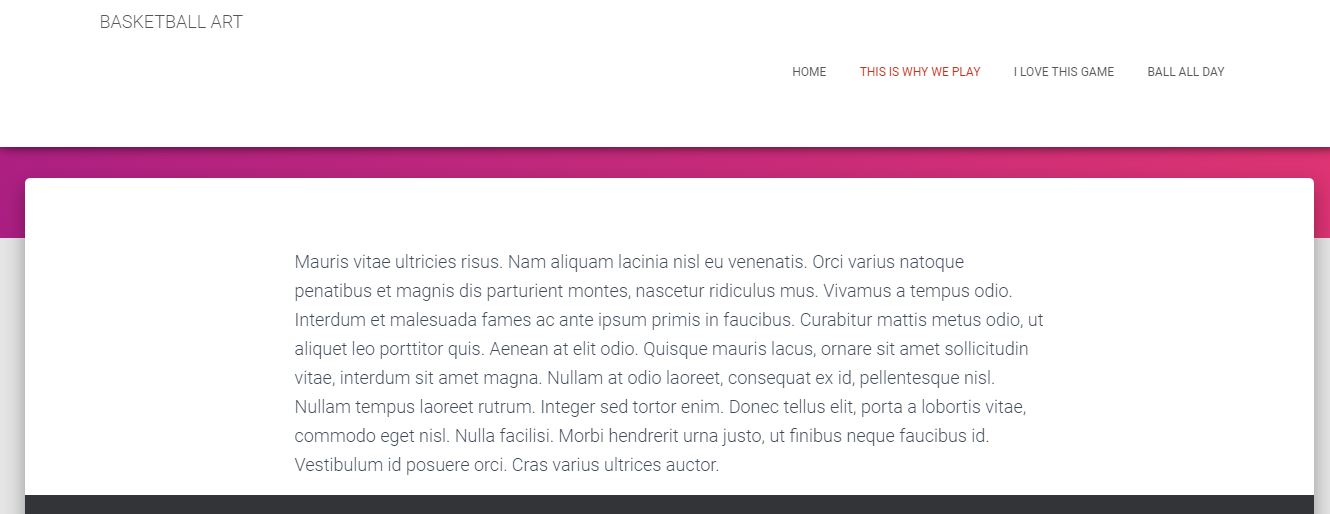 BASKETBALL ART
HOME THIS IS WHY WE PLAY I LOVE THIS GAME BALL ALL DAY
Mauris vitae ultricies risus. Nam aliquam lacinia nisl eu venenatis. Orci varius natoque
penatibus et magnis dis parturient montes, nascetur ridiculus mus. Vivamus a tempus odio.
Interdum et malesuada fames ac ante ipsum primis in faucibus. Curabitur mattis metus odio, ut
aliquet leo porttitor quis. Aenean at elit odio. Quisque mauris lacus, ornare sit amet sollicitudin
vitae, interdum sit amet magna. Nullam at odio laoreet, consequat ex id, pellentesque nisl.
Nullam tempus laoreet rutrum. Integer sed tortor enim. Donec tellus elit, porta a lobortis vitae,
commodo eget nisl. Nulla facilisi. Morbi hendrerit urna justo, ut finibus neque faucibus id.
Vestibulum id posuere orci. Cras varius ultrices auctor.